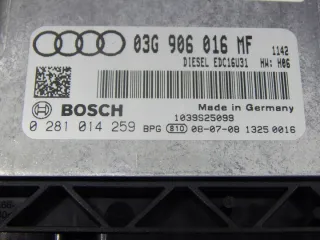 03G 906 016 MF 1142
DIESEL EDC16U31 HW: H06
BOSCH
Made in Germany
1039S25099
0 281 014 259 BPG 810 08-07-08 1325 0016